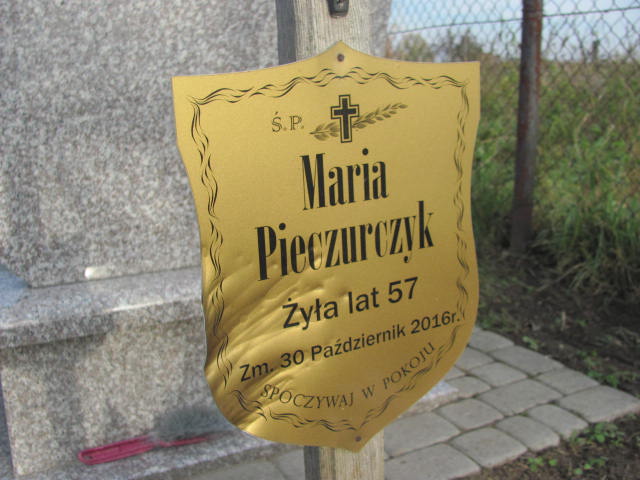 Ś.P.
Maria
Pieczurczyk
Żyła lat 57
Zm. 30 Październik 2016r.
SPOCZYWAJ W POKOJU